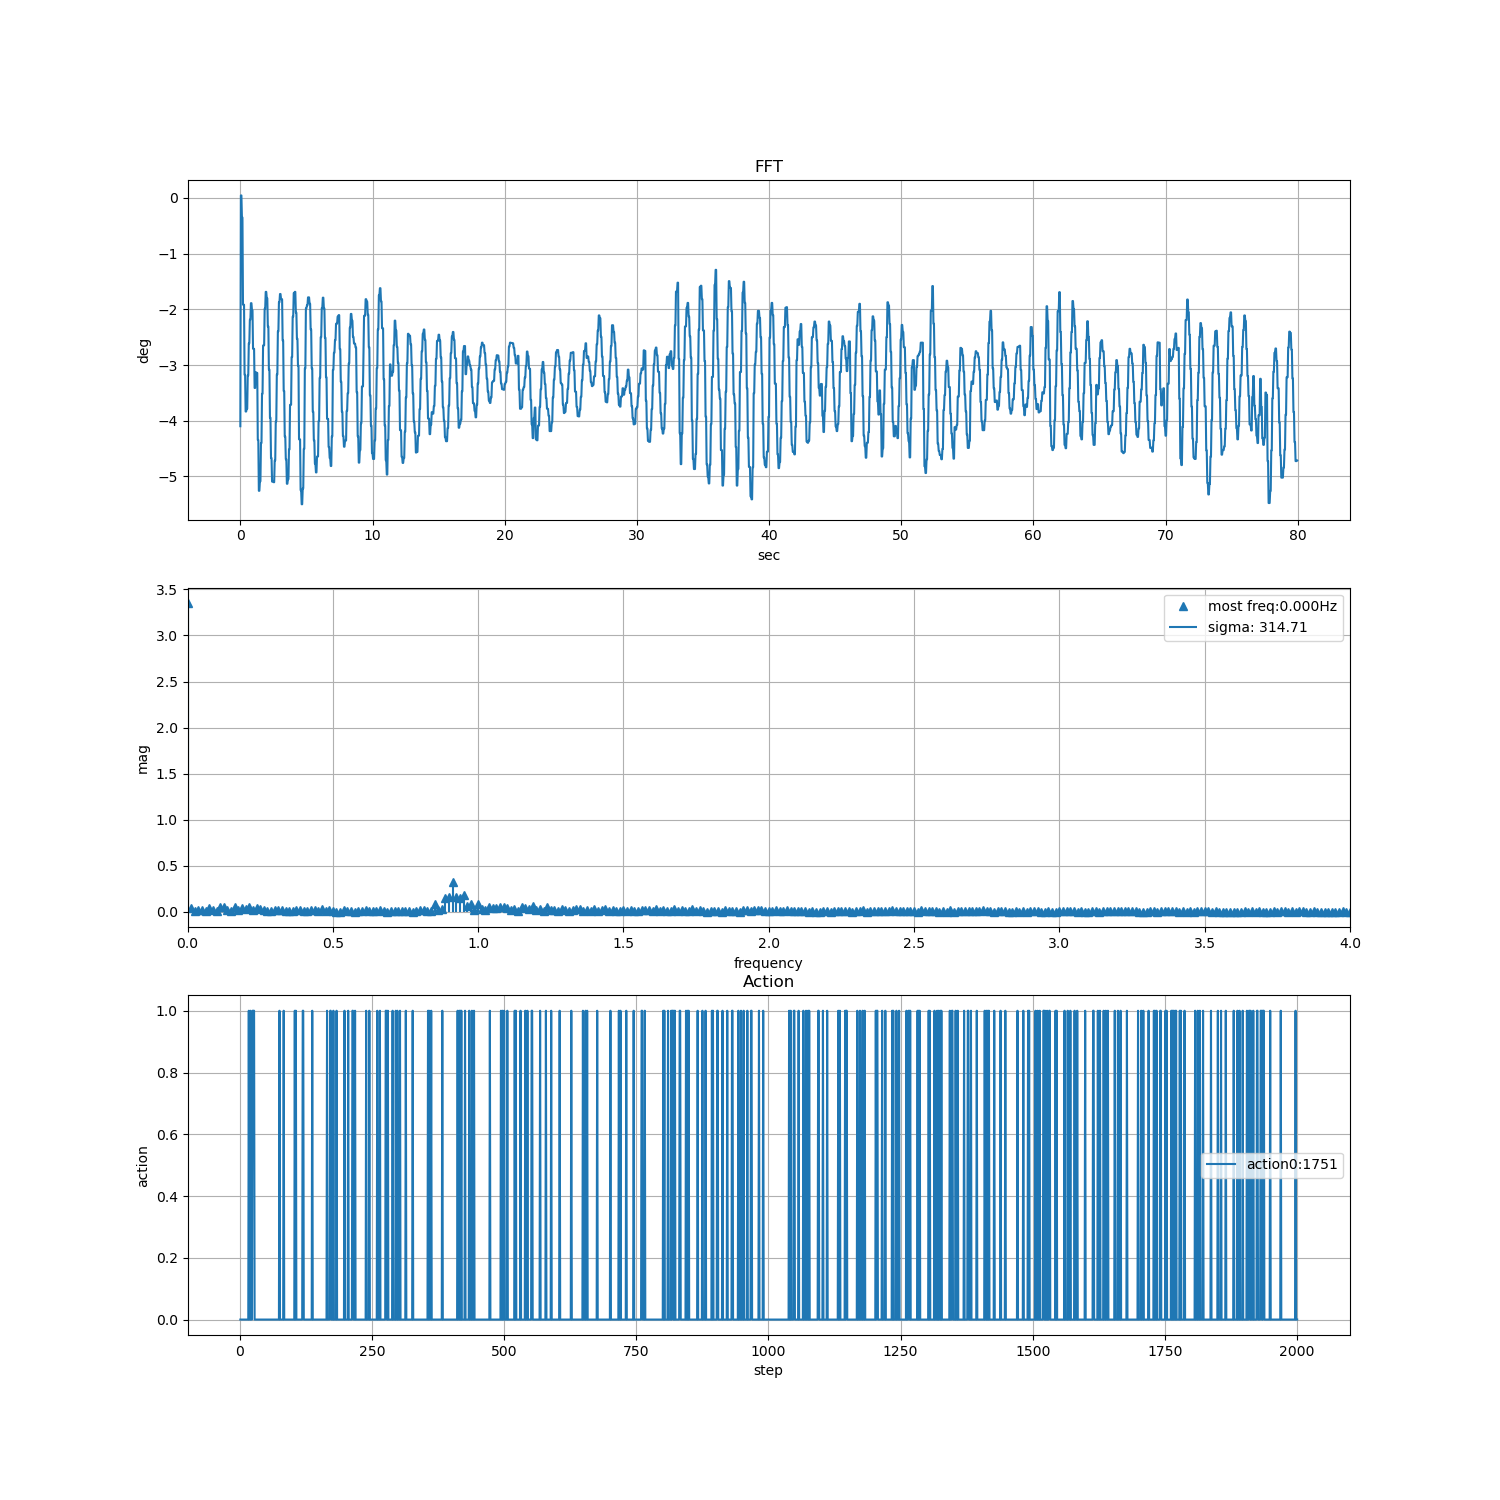 FFT
0
−1
−2
−3
−4
−5
deg
0 10 20 30 40 50 60 70 80
sec
3.5
3.0
2.5
2.0
1.5
1.0
0.5
0.0
mag
most freq:0.000Hz
sigma: 314.71
0.0 0.5 1.0 1.5 2.0 2.5 3.0 3.5 4.0
frequency
Action
1.0
0.8
0.6
0.4
0.2
0.0
action
action0:1751
0 250 500 750 1000 1250 1500 1750 2000
step